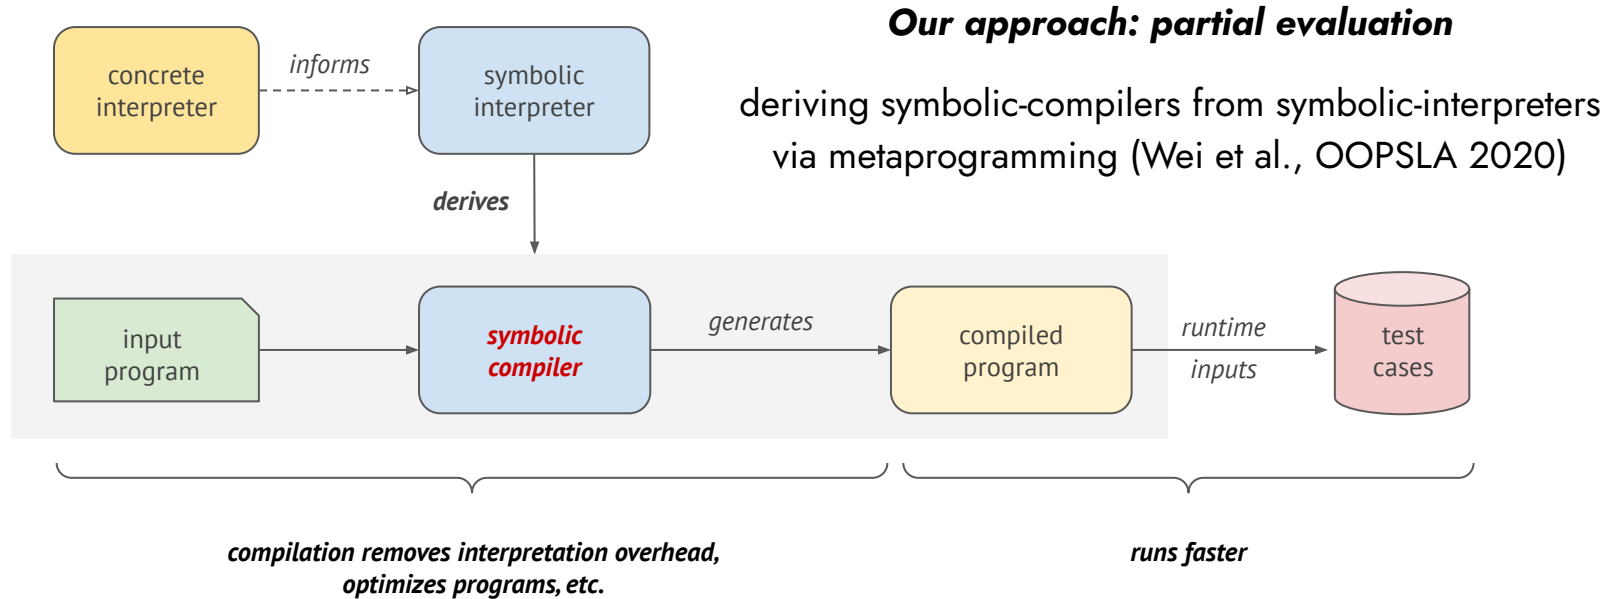 Our approach: partial evaluation
deriving symbolic-compilers from symbolic-interpreters
via metaprogramming (Wei et al., OOPSLA 2020)
concrete
interpreter
informs
symbolic
interpreter
derives
input
program
symbolic
compiler
generates
compiled
program
runtime
inputs
test
cases
compilation removes interpretation overhead,
optimizes programs, etc.
runs faster